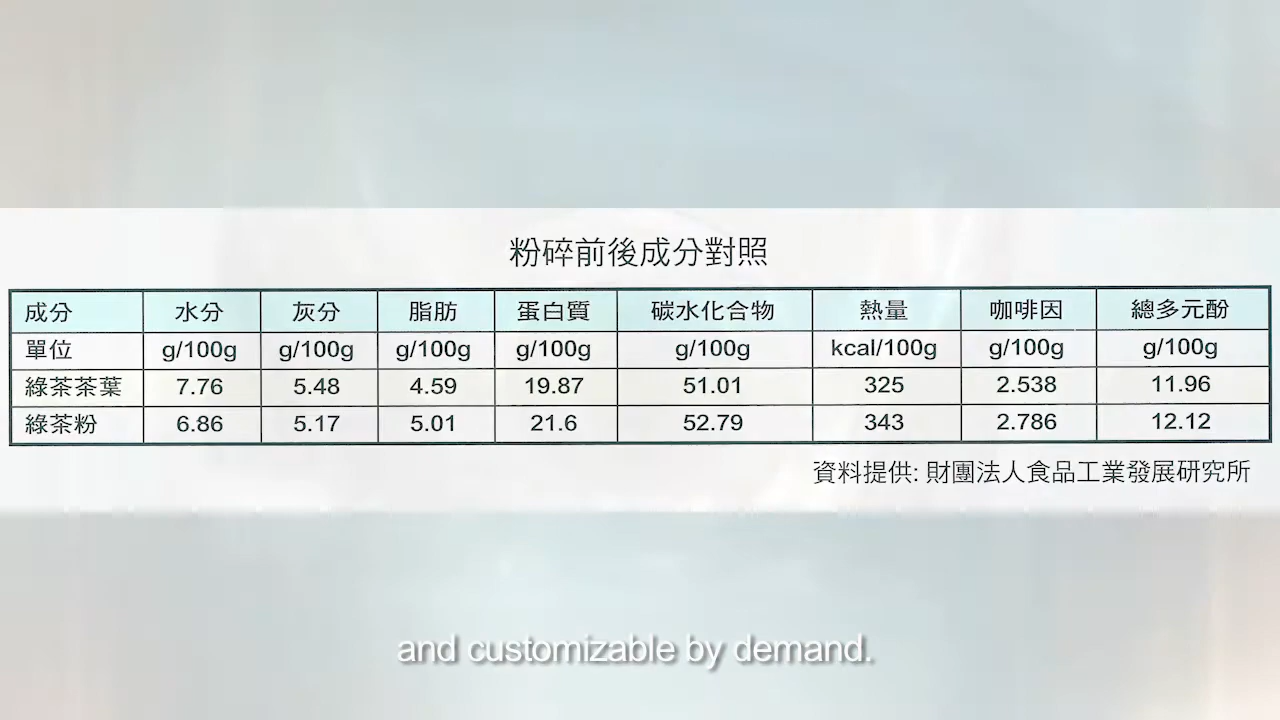 粉碎前後成分對照
成分 水分 灰分 脂肪 蛋白質 碳水化合物 熱量 咖啡因 總多元酚
單位 g/100g g/100g g/100g g/100g g/100g kcal/100g g/100g g/100g
綠茶茶葉 7.76 5.48 4.59 19.87 51.01 325 2.538 11.96
綠茶粉 6.86 5.17 5.01 21.6 52.79 343 2.786 12.12
資料提供: 財團法人食品工業發展研究所
and customizable by demand.